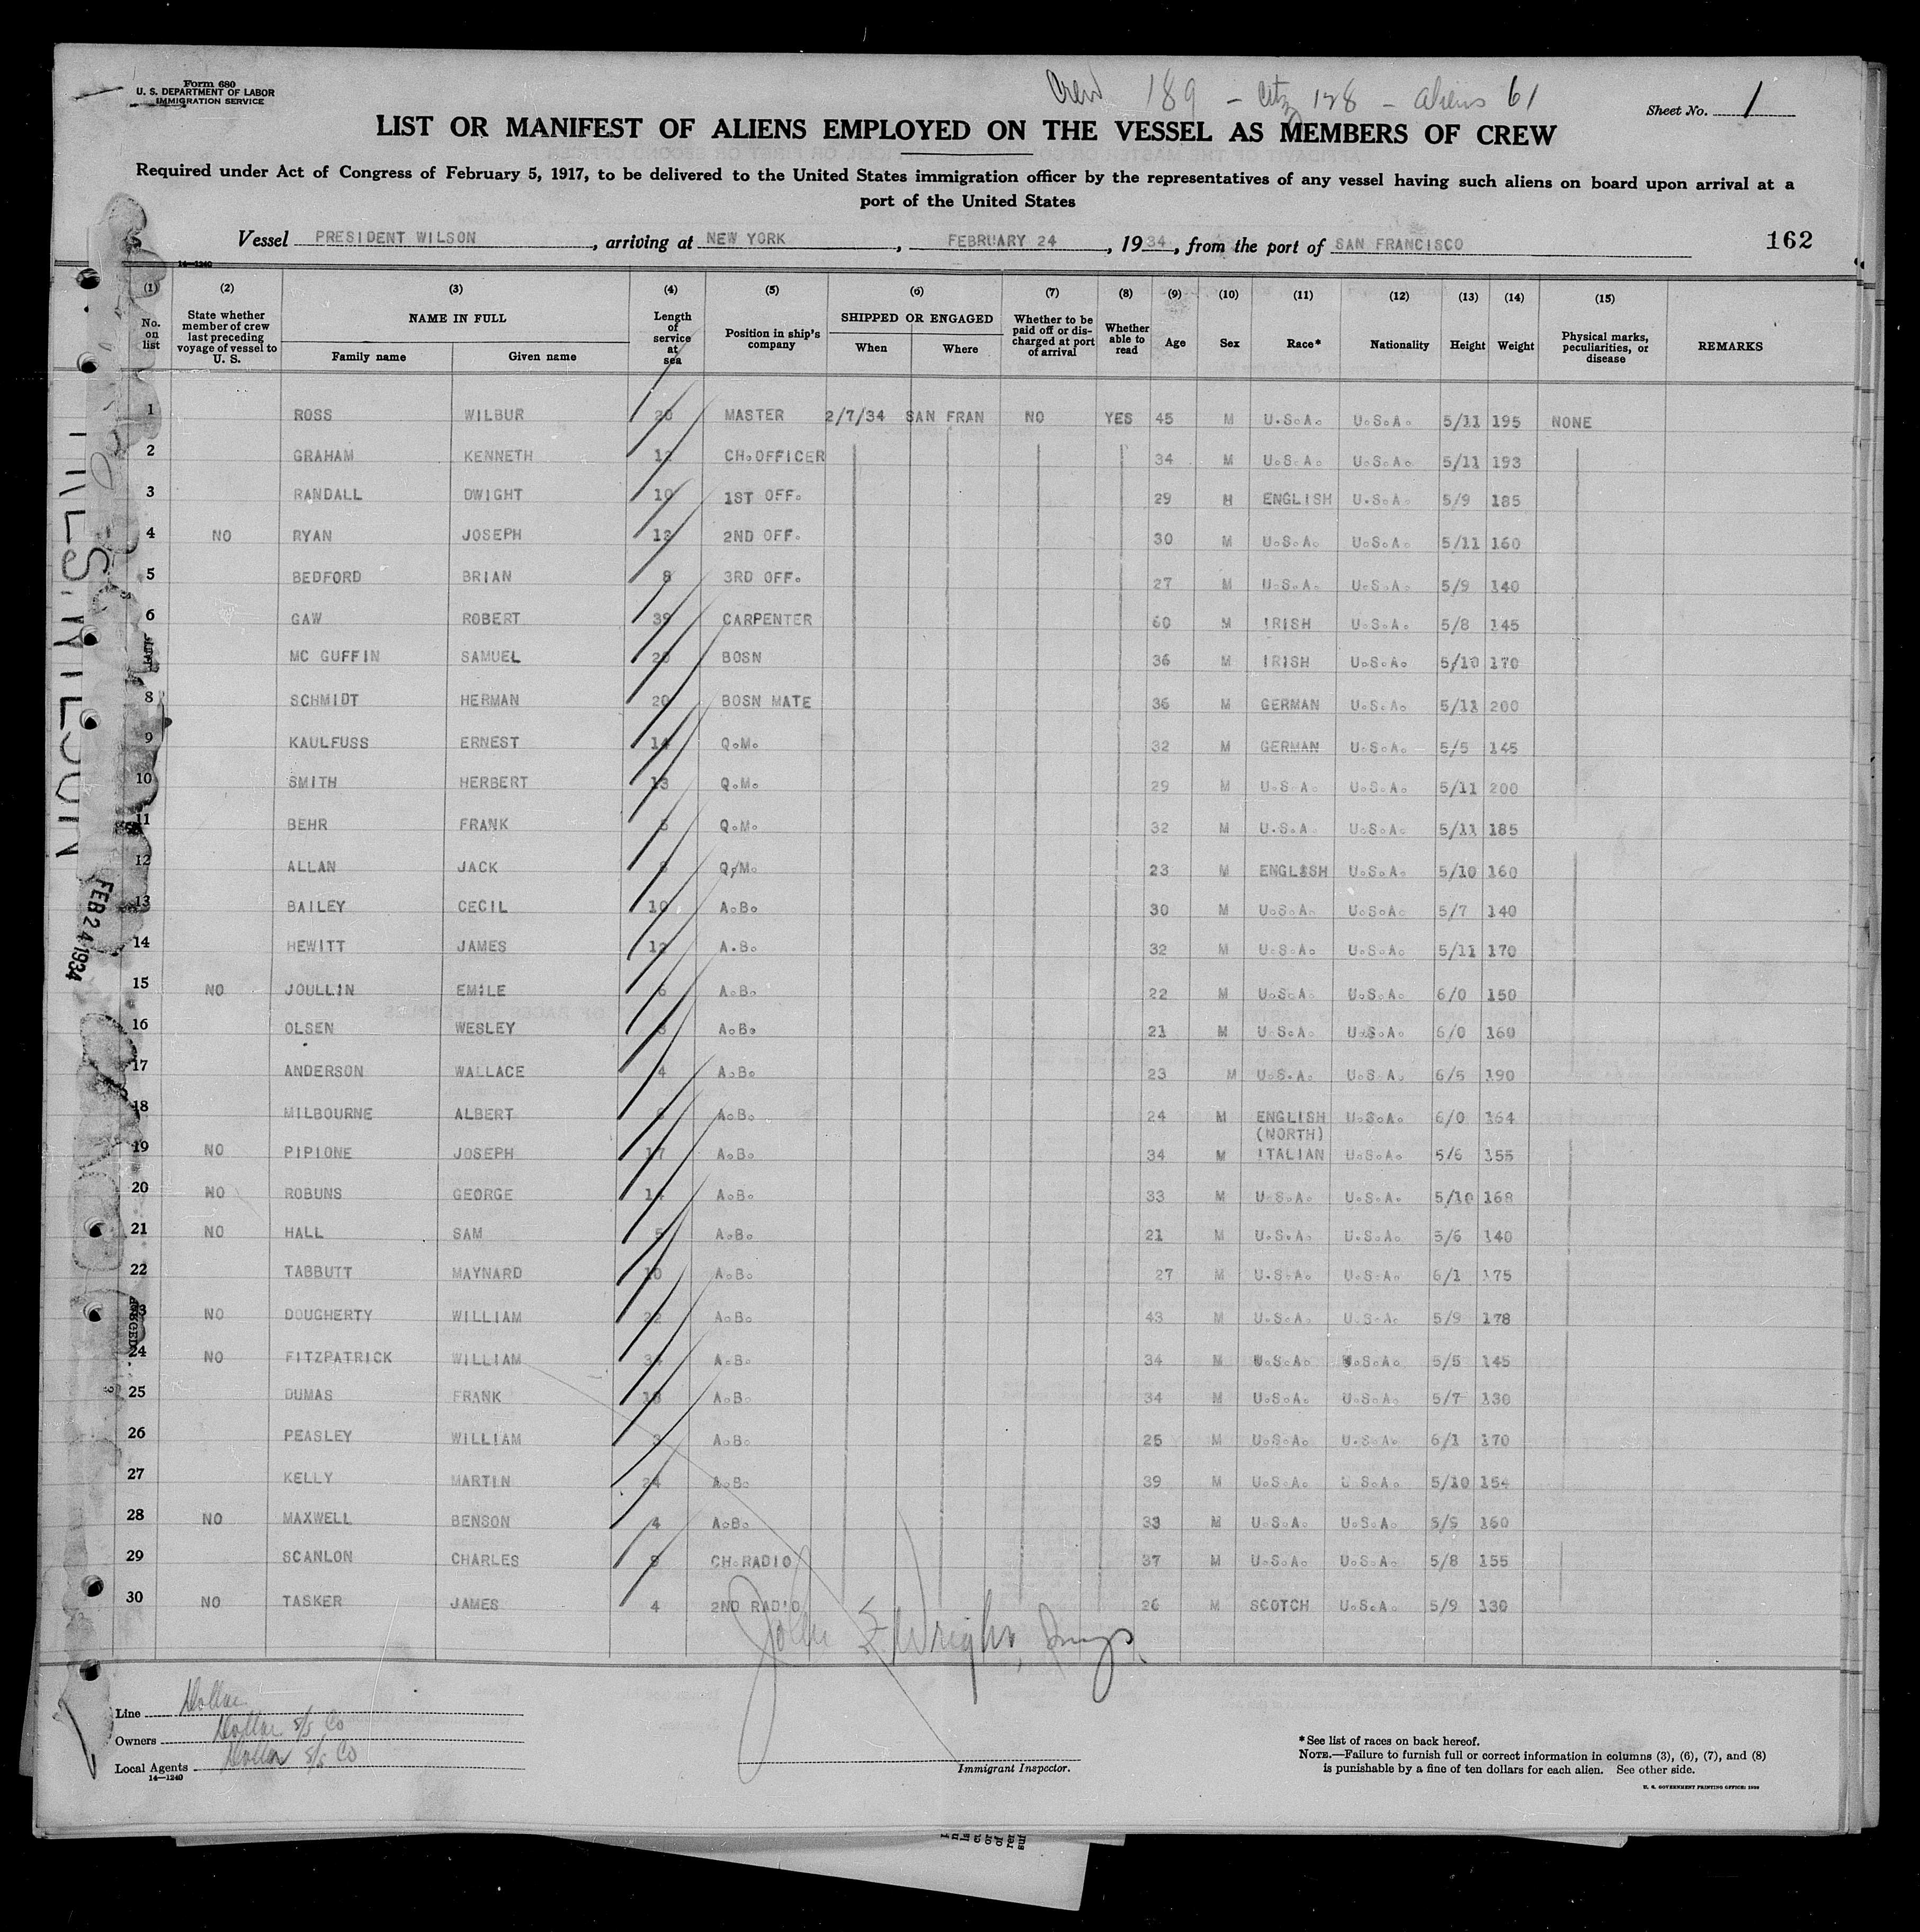 Form 680
U. S. DEPARTMENT OF LABOR
IMMIGRATION SERVICE
Crew 189 - Citz 128 - aliens 61
Sheet No. 1
LIST OR MANIFEST OF ALIENS EMPLOYED ON THE VESSEL AS MEMBERS OF CREW
Required under Act of Congress of February 5, 1917, to be delivered to the United States immigration officer by the representatives of any vessel having such aliens on board upon arrival at a
port of the United States
Vessel PRESIDENT WILSON, arriving at NEW YORK, FEBRUARY 24, 1934, from the port of SAN FRANCISCO
162
14—1240
(1) (2) (3) (4) (5) (6) (7) (8) (9) (10) (11) (12) (13) (14) (15)
No. on list | State whether member of crew last preceding voyage of vessel to U. S. | NAME IN FULL Family name Given name | Length of service at sea | Position in ship's company | SHIPPED OR ENGAGED When Where | Whether to be paid off or discharged at port of arrival | Whether able to read | Age | Sex | Race* | Nationality | Height | Weight | Physical marks, peculiarities, or disease | REMARKS
1 ROSS WILBUR 20 MASTER 2/7/34 SAN FRAN NO YES 45 M U.S.A. U.S.A. 5/11 195 NONE
2 GRAHAM KENNETH CH.OFFICER 34 M U.S.A. U.S.A. 5/11 193
3 RANDALL DWIGHT 10 1ST OFF. 29 ENGLISH U.S.A. 5/9 185
4 NO RYAN JOSEPH 12 2ND OFF. 30 M U.S.A. U.S.A. 5/11 160
5 BEDFORD BRIAN 8 3RD OFF. 27 M U.S.A. U.S.A. 5/9 140
6 GAW ROBERT 39 CARPENTER 60 M IRISH U.S.A. 5/8 145
MC GUFFIN SAMUEL BOSN 36 M IRISH U.S.A. 5/10 170
8 SCHMIDT HERMAN 20 BOSN MATE 36 M GERMAN U.S.A. 5/11 200
9 KAULFUSS ERNEST 14 Q.M. 32 M GERMAN U.S.A. 5/5 145
10 SMITH HERBERT 13 Q.M. 29 M U.S.A. U.S.A. 5/11 200
11 BEHR FRANK Q.M. 32 M U.S.A. U.S.A. 5/11 185
12 ALLAN JACK Q/M. 23 M ENGLISH U.S.A. 5/10 160
13 BAILEY CECIL 10 A.B. 30 M U.S.A. U.S.A. 5/7 140
14 HEWITT JAMES 12 A.B. 32 M U.S.A. U.S.A. 5/11 170
15 NO JOULLIN EMILE 6 A.B. 22 M U.S.A. U.S.A. 6/0 150
16 OLSEN WESLEY A.B. 21 M U.S.A. U.S.A. 6/0 160
17 ANDERSON WALLACE 4 A.B. 23 M U.S.A. U.S.A. 6/5 190
18 MILBOURNE ALBERT A.B. 24 M ENGLISH U.S.A. 6/0 164
(NORTH)
19 NO PIPIONE JOSEPH 17 A.B. 34 M ITALIAN U.S.A. 5/6 155
20 NO ROBUNS GEORGE A.B. 33 M U.S.A. U.S.A. 5/10 168
21 NO HALL SAM 5 A.B. 21 M U.S.A. U.S.A. 5/6 140
22 TABBUTT MAYNARD 10 A.B. 27 M U.S.A. U.S.A. 6/1 175
23 NO DOUGHERTY WILLIAM 22 A.B. 43 M U.S.A. U.S.A. 5/9 178
24 NO FITZPATRICK WILLIAM A.B. 34 M U.S.A. U.S.A. 5/5 145
25 DUMAS FRANK A.B. 34 M U.S.A. U.S.A. 5/7 130
26 PEASLEY WILLIAM A.B. 25 M U.S.A. U.S.A. 6/1 170
27 KELLY MARTIN 24 A.B. 39 M U.S.A. U.S.A. 5/10 154
28 NO MAXWELL BENSON 4 A.B. 33 M U.S.A. U.S.A. 5/5 160
29 SCANLON CHARLES CH.RADIO 37 M U.S.A. U.S.A. 5/8 155
30 NO TASKER JAMES 4 2ND RADIO 26 M SCOTCH U.S.A. 5/9 130
FEB 24 1934
John E Wright, Insp.
Line Dollar
Owners Dollar S/S Co
Local Agents Dollar S/S Co
14—1240
Immigrant Inspector.
* See list of races on back hereof.
NOTE.—Failure to furnish full or correct information in columns (3), (6), (7), and (8)
is punishable by a fine of ten dollars for each alien. See other side.
U. S. GOVERNMENT PRINTING OFFICE: